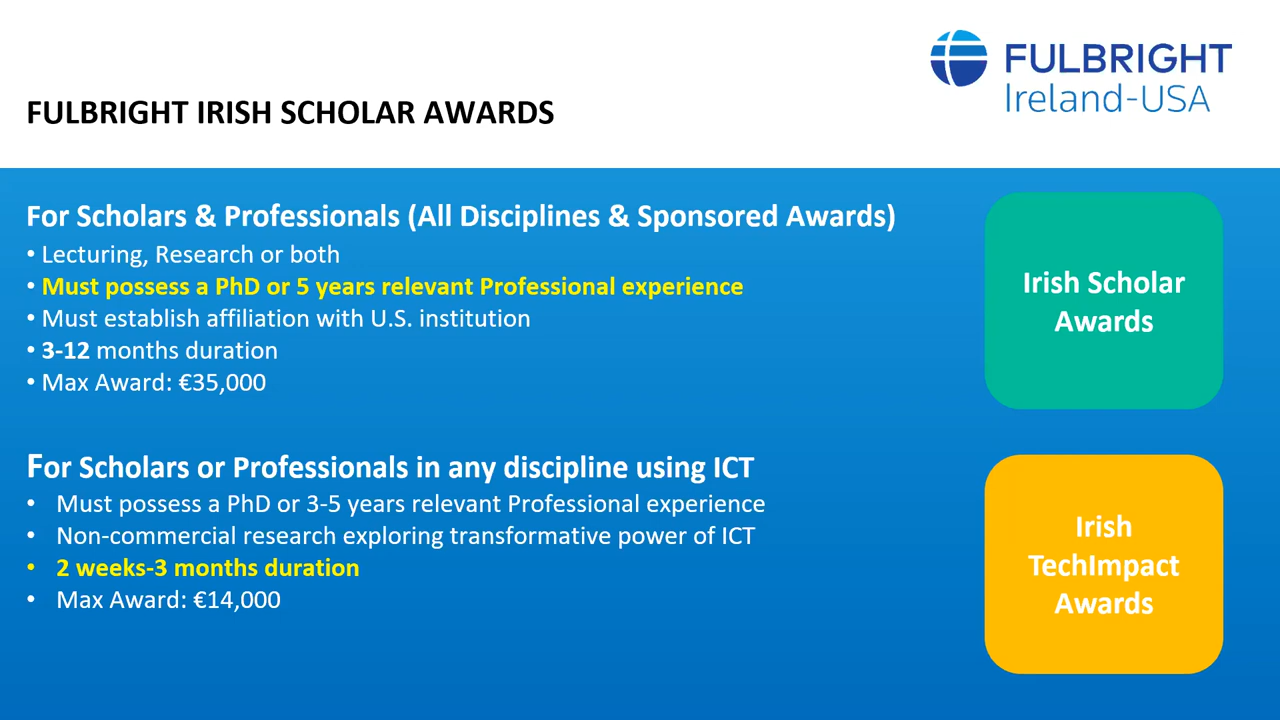 FULBRIGHT
Ireland-USA
FULBRIGHT IRISH SCHOLAR AWARDS
For Scholars & Professionals (All Disciplines & Sponsored Awards)
• Lecturing, Research or both
• Must possess a PhD or 5 years relevant Professional experience
• Must establish affiliation with U.S. institution
• 3-12 months duration
• Max Award: €35,000
Irish Scholar
Awards
For Scholars or Professionals in any discipline using ICT
• Must possess a PhD or 3-5 years relevant Professional experience
• Non-commercial research exploring transformative power of ICT
• 2 weeks-3 months duration
• Max Award: €14,000
Irish
TechImpact
Awards